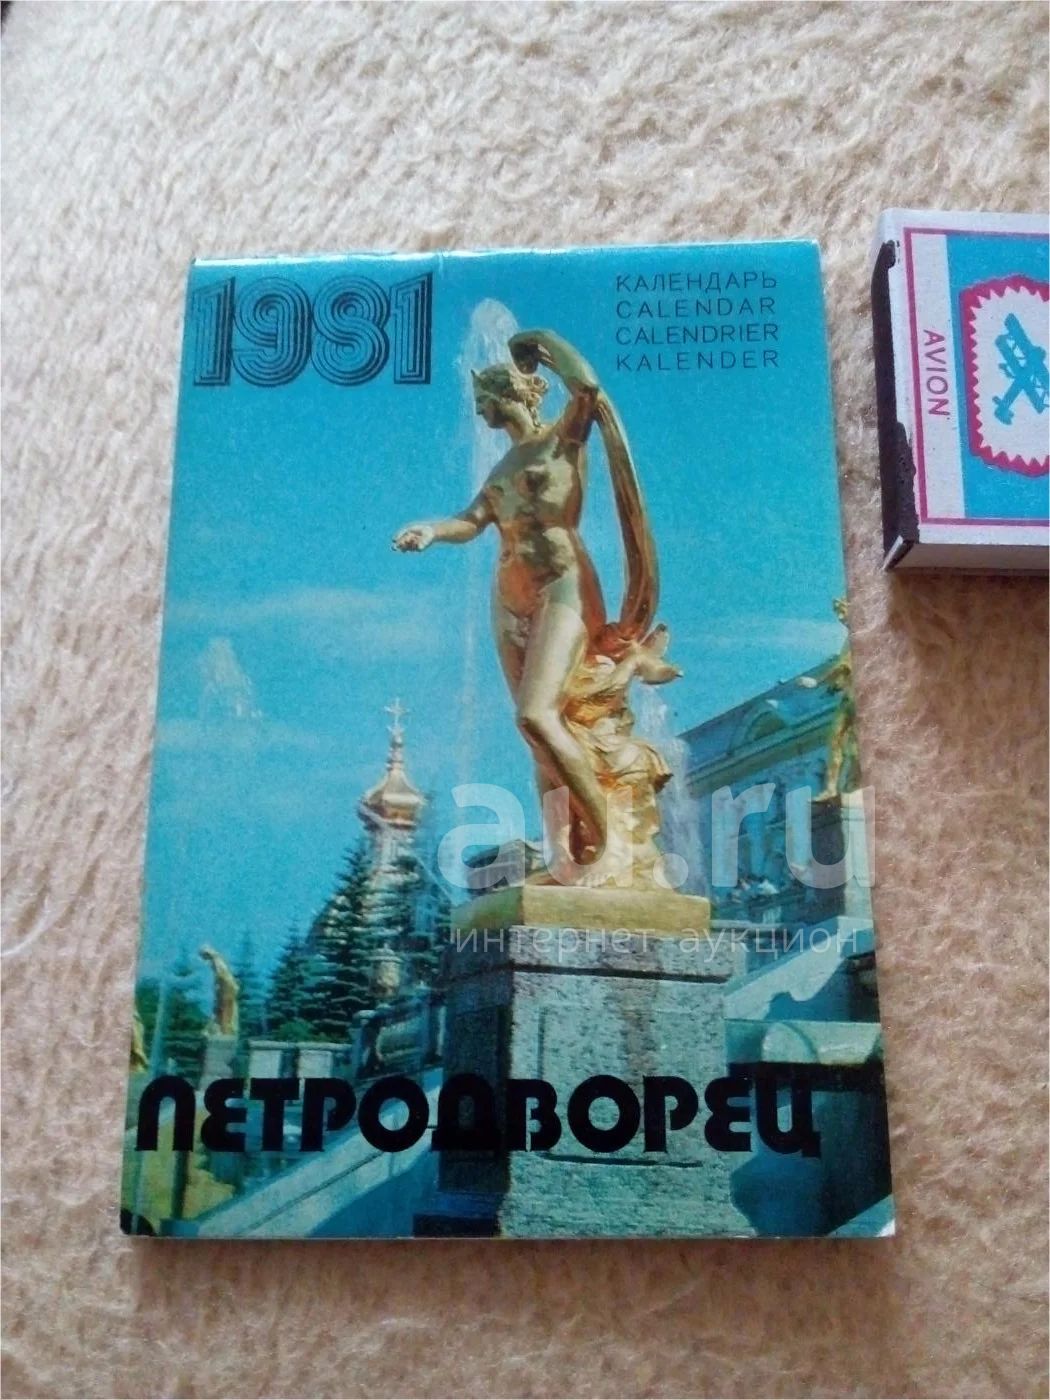 1981
КАЛЕНДАРЬ
CALENDAR
CALENDRIER
KALENDER
AVION
au.ru
интернет аукцион
ПЕТРОДВОРЕЦ